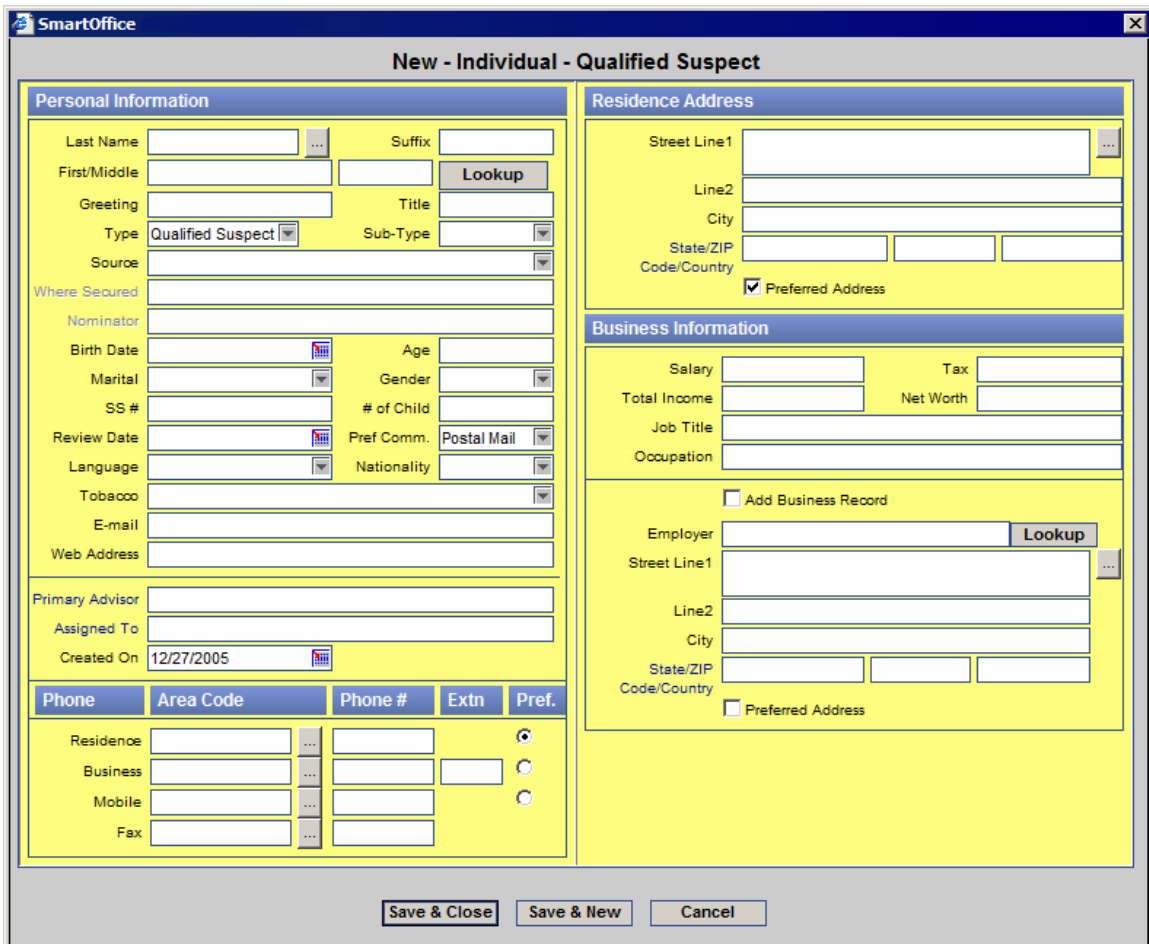 SmartOffice
New - Individual - Qualified Suspect
Personal Information
Last Name ... Suffix
First/Middle Lookup
Greeting Title
Type Qualified Suspect Sub-Type
Source
Where Secured
Nominator
Birth Date Age
Marital Gender
SS # # of Child
Review Date Pref Comm. Postal Mail
Language Nationality
Tobacco
E-mail
Web Address
Primary Advisor
Assigned To
Created On 12/27/2005
Phone Area Code Phone # Extn Pref.
Residence ...
Business ...
Mobile ...
Fax ...
Residence Address
Street Line1 ...
Line2
City
State/ZIP
Code/Country
Preferred Address
Business Information
Salary Tax
Total Income Net Worth
Job Title
Occupation
Add Business Record
Employer Lookup
Street Line1 ...
Line2
City
State/ZIP
Code/Country
Preferred Address
Save & Close Save & New Cancel